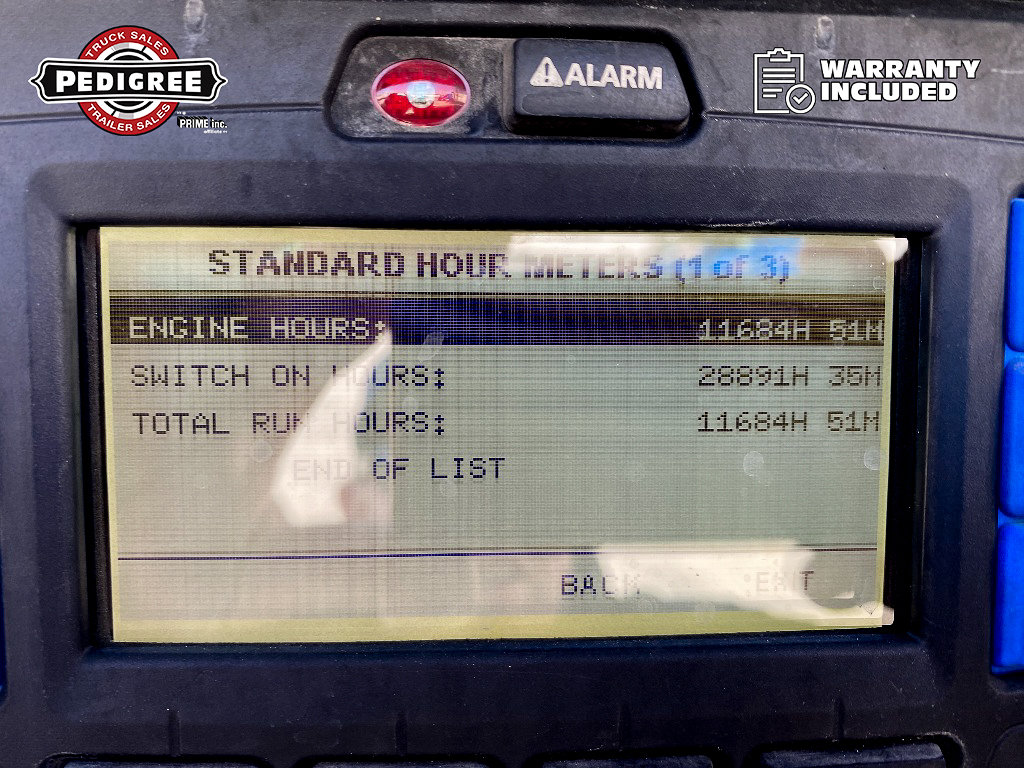 TRUCK SALES
PEDIGREE
TRAILER SALES
PRIME inc.
affiliate
ALARM
WARRANTY
INCLUDED
STANDARD HOUR METERS (1 of 3)
ENGINE HOURS: 11684H 51M
SWITCH ON HOURS: 28891H 35M
TOTAL RUN HOURS: 11684H 51M
END OF LIST
BACK EXIT